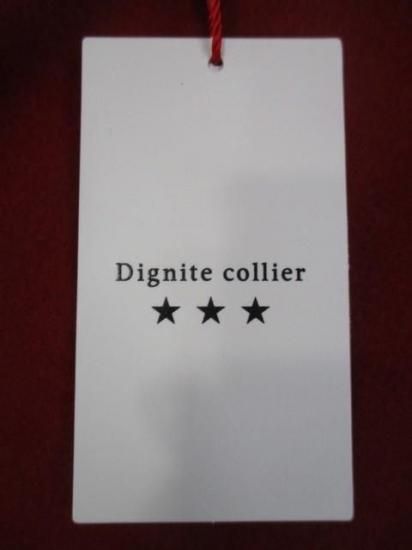 Dignite collier
★ ★ ★